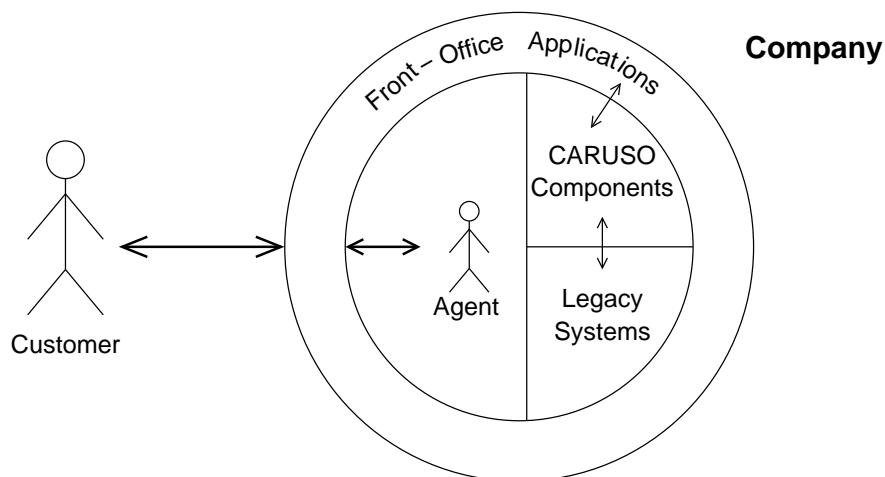 Company
Front – Office Applications
CARUSO
Components
Agent
Legacy
Systems
Customer